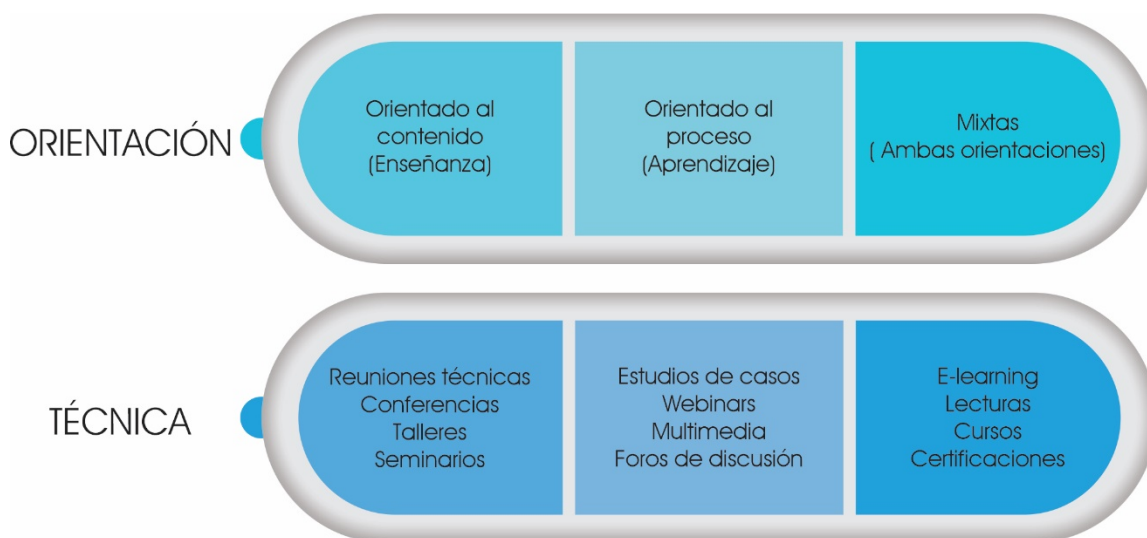 ORIENTACIÓN
Orientado al
contenido
(Enseñanza)
Orientado al
proceso
(Aprendizaje)
Mixtas
( Ambas orientaciones)
TÉCNICA
Reuniones técnicas
Conferencias
Talleres
Seminarios
Estudios de casos
Webinars
Multimedia
Foros de discusión
E-learning
Lecturas
Cursos
Certificaciones